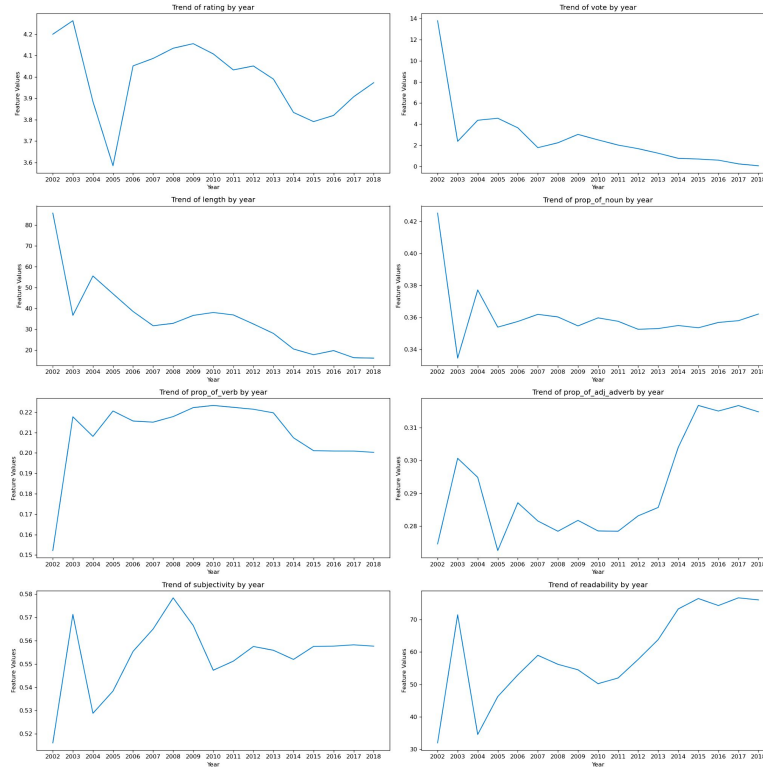 Trend of rating by year
Feature Values
4.2
4.1
4.0
3.9
3.8
3.7
3.6
2002 2003 2004 2005 2006 2007 2008 2009 2010 2011 2012 2013 2014 2015 2016 2017 2018
Year
Trend of vote by year
Feature Values
14
12
10
8
6
4
2
0
2002 2003 2004 2005 2006 2007 2008 2009 2010 2011 2012 2013 2014 2015 2016 2017 2018
Year
Trend of length by year
Feature Values
80
70
60
50
40
30
20
2002 2003 2004 2005 2006 2007 2008 2009 2010 2011 2012 2013 2014 2015 2016 2017 2018
Year
Trend of prop_of_noun by year
Feature Values
0.42
0.40
0.38
0.36
0.34
2002 2003 2004 2005 2006 2007 2008 2009 2010 2011 2012 2013 2014 2015 2016 2017 2018
Year
Trend of prop_of_verb by year
Feature Values
0.22
0.21
0.20
0.19
0.18
0.17
0.16
0.15
2002 2003 2004 2005 2006 2007 2008 2009 2010 2011 2012 2013 2014 2015 2016 2017 2018
Year
Trend of prop_of_adj_adverb by year
Feature Values
0.31
0.30
0.29
0.28
2002 2003 2004 2005 2006 2007 2008 2009 2010 2011 2012 2013 2014 2015 2016 2017 2018
Year
Trend of subjectivity by year
Feature Values
0.58
0.57
0.56
0.55
0.54
0.53
0.52
2002 2003 2004 2005 2006 2007 2008 2009 2010 2011 2012 2013 2014 2015 2016 2017 2018
Year
Trend of readability by year
Feature Values
70
60
50
40
30
2002 2003 2004 2005 2006 2007 2008 2009 2010 2011 2012 2013 2014 2015 2016 2017 2018
Year